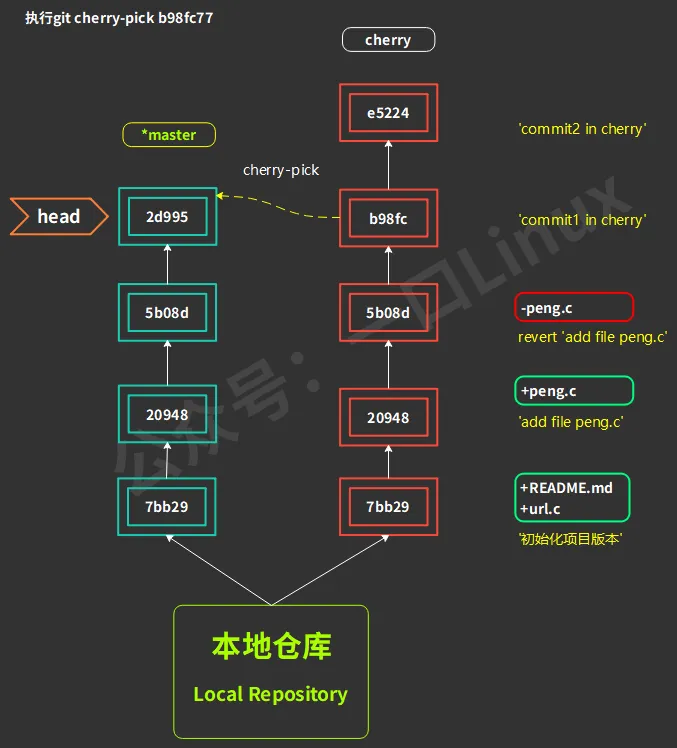 执行git cherry-pick b98fc77
cherry
e5224
'commit2 in cherry'
*master
cherry-pick
head
2d995
b98fc
'commit1 in cherry'
5b08d
5b08d
-peng.c
revert 'add file peng.c'
20948
20948
+peng.c
'add file peng.c'
7bb29
7bb29
+README.md
+url.c
'初始化项目版本'
本地仓库
Local Repository
公众号：一口Linux